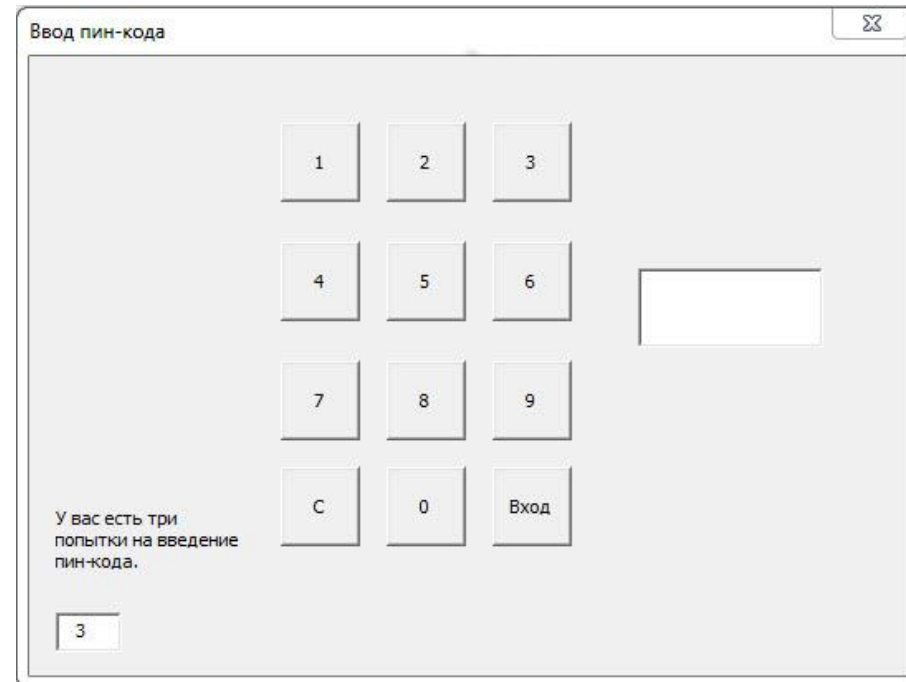 Ввод пин-кода
1 2 3
4 5 6
7 8 9
С 0 Вход
У вас есть три
попытки на введение
пин-кода.
3